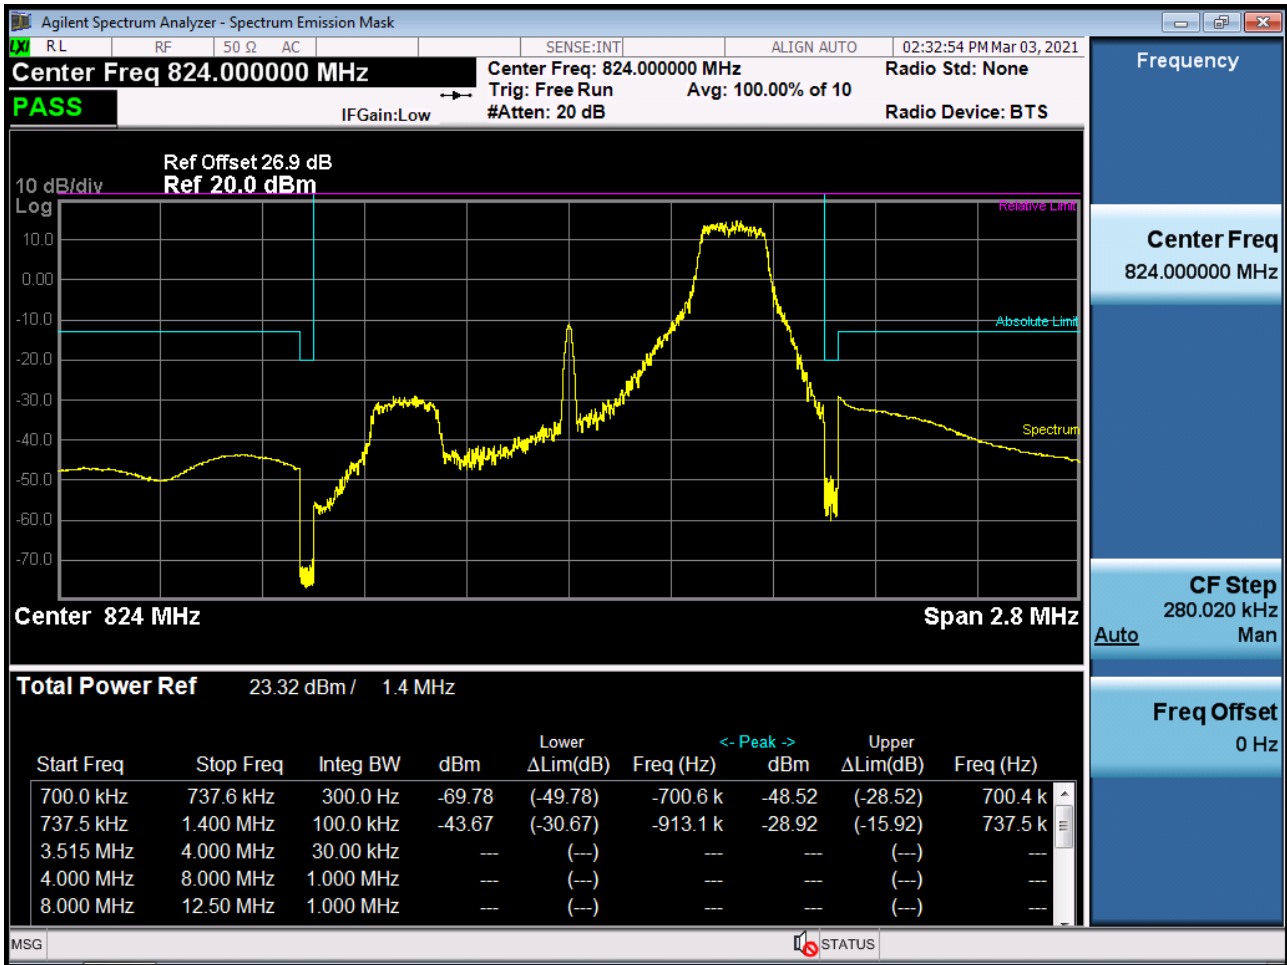 Agilent Spectrum Analyzer - Spectrum Emission Mask
LXI RL RF 50 Ω AC SENSE:INT ALIGN AUTO 02:32:54 PM Mar 03, 2021
Center Freq 824.000000 MHz
Center Freq: 824.000000 MHz
Radio Std: None
Trig: Free Run Avg: 100.00% of 10
PASS
IFGain:Low #Atten: 20 dB Radio Device: BTS
Frequency
Ref Offset 26.9 dB
10 dB/div Ref 20.0 dBm
Log
Relative Limit
10.0
0.00
-10.0
Absolute Limit
-20.0
-30.0
Spectrum
-40.0
-50.0
-60.0
-70.0
Center 824 MHz Span 2.8 MHz
Center Freq
824.000000 MHz
CF Step
280.020 kHz
Auto Man
Freq Offset
0 Hz
Total Power Ref 23.32 dBm / 1.4 MHz
Lower <- Peak -> Upper
Start Freq Stop Freq Integ BW dBm ΔLim(dB) Freq (Hz) dBm ΔLim(dB) Freq (Hz)
700.0 kHz 737.6 kHz 300.0 Hz -69.78 (-49.78) -700.6 k -48.52 (-28.52) 700.4 k
737.5 kHz 1.400 MHz 100.0 kHz -43.67 (-30.67) -913.1 k -28.92 (-15.92) 737.5 k
3.515 MHz 4.000 MHz 30.00 kHz --- (---) --- --- (---) ---
4.000 MHz 8.000 MHz 1.000 MHz --- (---) --- --- (---) ---
8.000 MHz 12.50 MHz 1.000 MHz --- (---) --- --- (---) ---
MSG STATUS